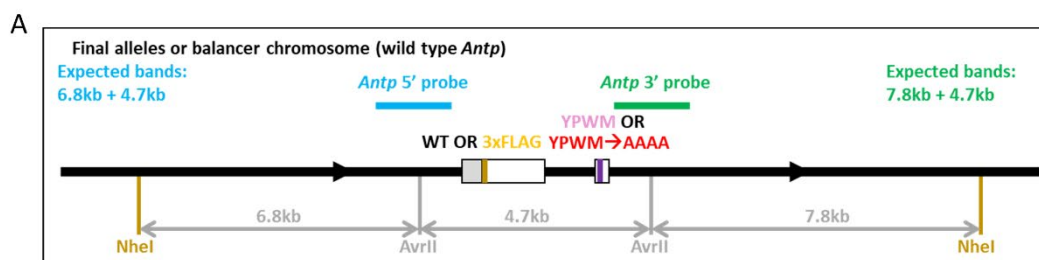 A
Final alleles or balancer chromosome (wild type Antp)
Expected bands:
6.8kb + 4.7kb
Antp 5' probe
Antp 3' probe
Expected bands:
7.8kb + 4.7kb
YPWM OR
WT OR 3xFLAG YPWM→AAAA
6.8kb
4.7kb
7.8kb
NheI
AvrII
AvrII
NheI